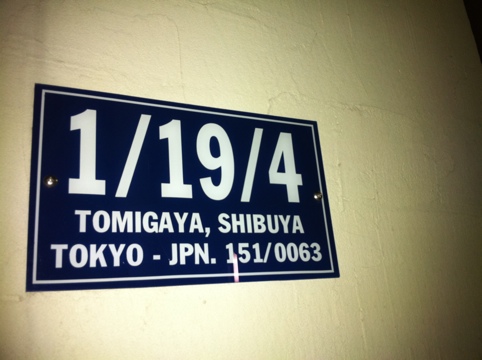 1/19/4
TOMIGAYA, SHIBUYA
TOKYO - JPN. 151/0063